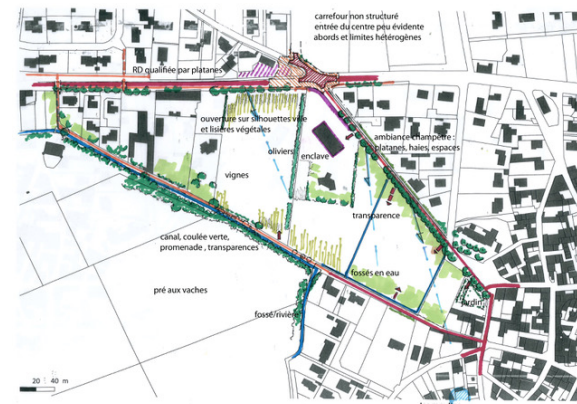 carrefour non structuré
entrée du centre peu évidente
abords et limites hétérogènes
RD qualifiée par platanes
ouverture sur silhouettes ville
et lisières végétales
ambiance champêtre :
platanes, haies, espaces
oliviers
enclave
vignes
transparence
canal, coulée verte,
promenade , transparences
fossés en eau
pré aux vaches
jardin
fossé/rivière
20 40 m